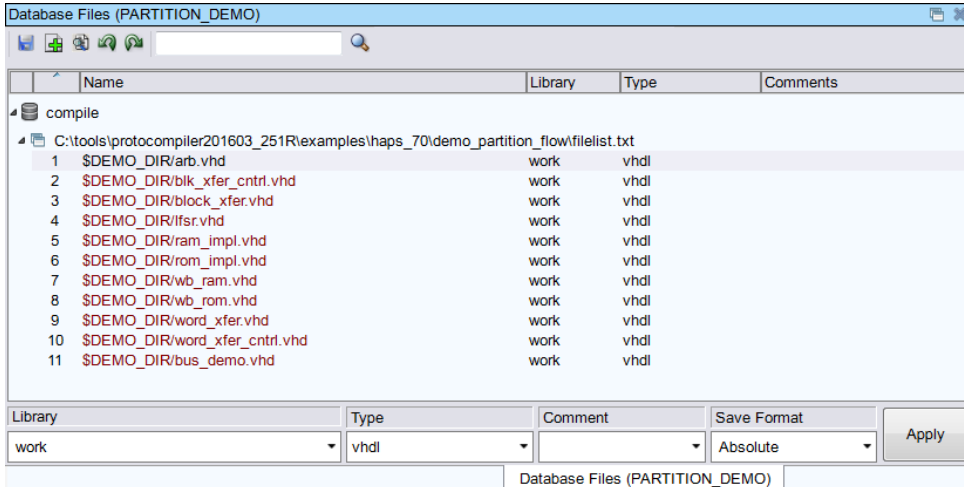 Database Files (PARTITION_DEMO)
Name Library Type Comments
compile
C:\tools\protocompiler201603_251R\examples\haps_70\demo_partition_flow\filelist.txt
1 $DEMO_DIR/arb.vhd work vhdl
2 $DEMO_DIR/blk_xfer_cntrl.vhd work vhdl
3 $DEMO_DIR/block_xfer.vhd work vhdl
4 $DEMO_DIR/lfsr.vhd work vhdl
5 $DEMO_DIR/ram_impl.vhd work vhdl
6 $DEMO_DIR/rom_impl.vhd work vhdl
7 $DEMO_DIR/wb_ram.vhd work vhdl
8 $DEMO_DIR/wb_rom.vhd work vhdl
9 $DEMO_DIR/word_xfer.vhd work vhdl
10 $DEMO_DIR/word_xfer_cntrl.vhd work vhdl
11 $DEMO_DIR/bus_demo.vhd work vhdl
Library Type Comment Save Format
work vhdl Absolute Apply
Database Files (PARTITION_DEMO)